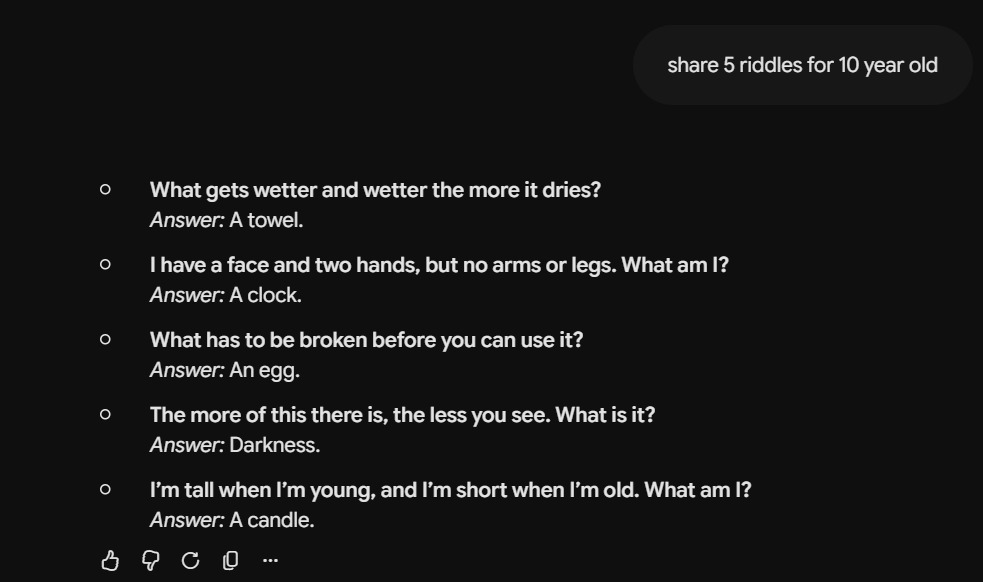 share 5 riddles for 10 year old
What gets wetter and wetter the more it dries?
Answer: A towel.
I have a face and two hands, but no arms or legs. What am I?
Answer: A clock.
What has to be broken before you can use it?
Answer: An egg.
The more of this there is, the less you see. What is it?
Answer: Darkness.
I’m tall when I’m young, and I’m short when I’m old. What am I?
Answer: A candle.